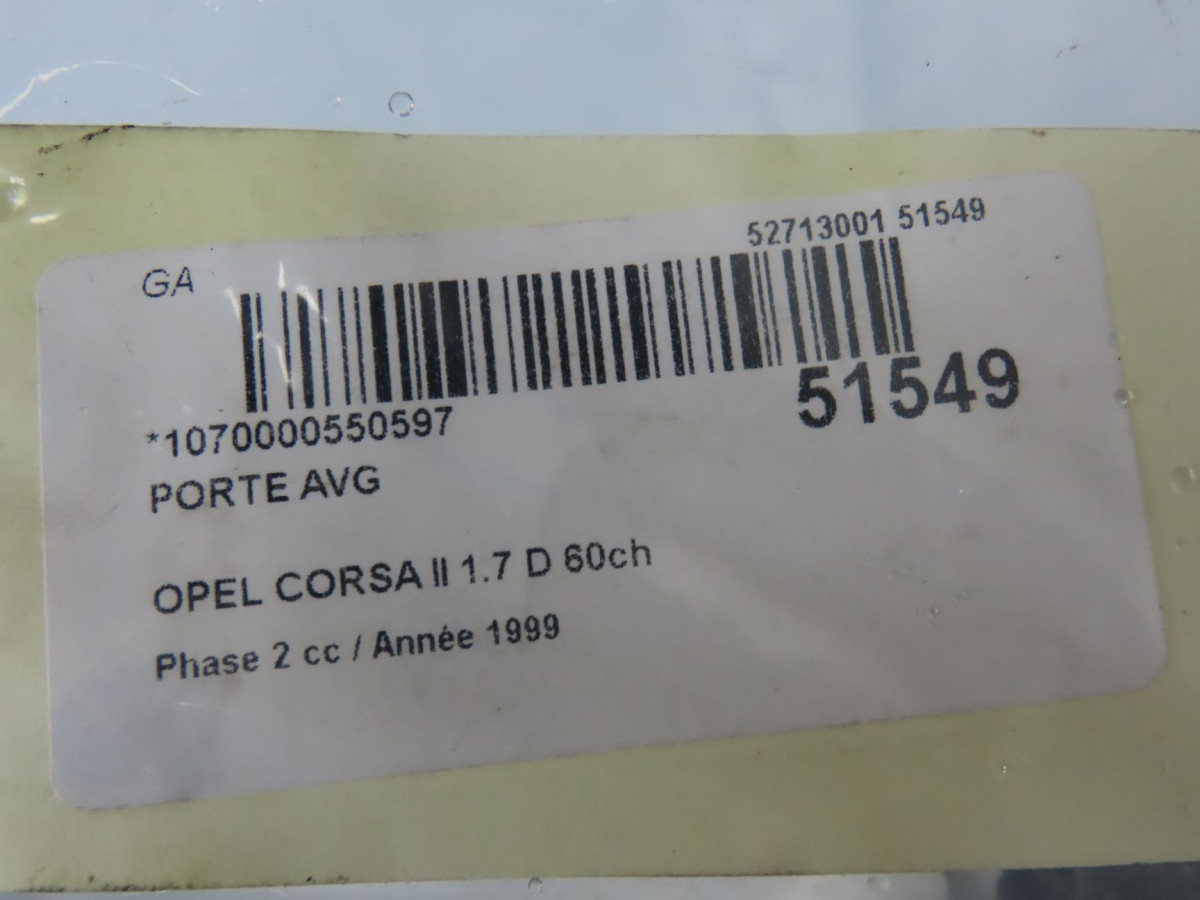 52713001 51549
GA
51549
*1070000550597
PORTE AVG
OPEL CORSA II 1.7 D 60ch
Phase 2 cc / Année 1999